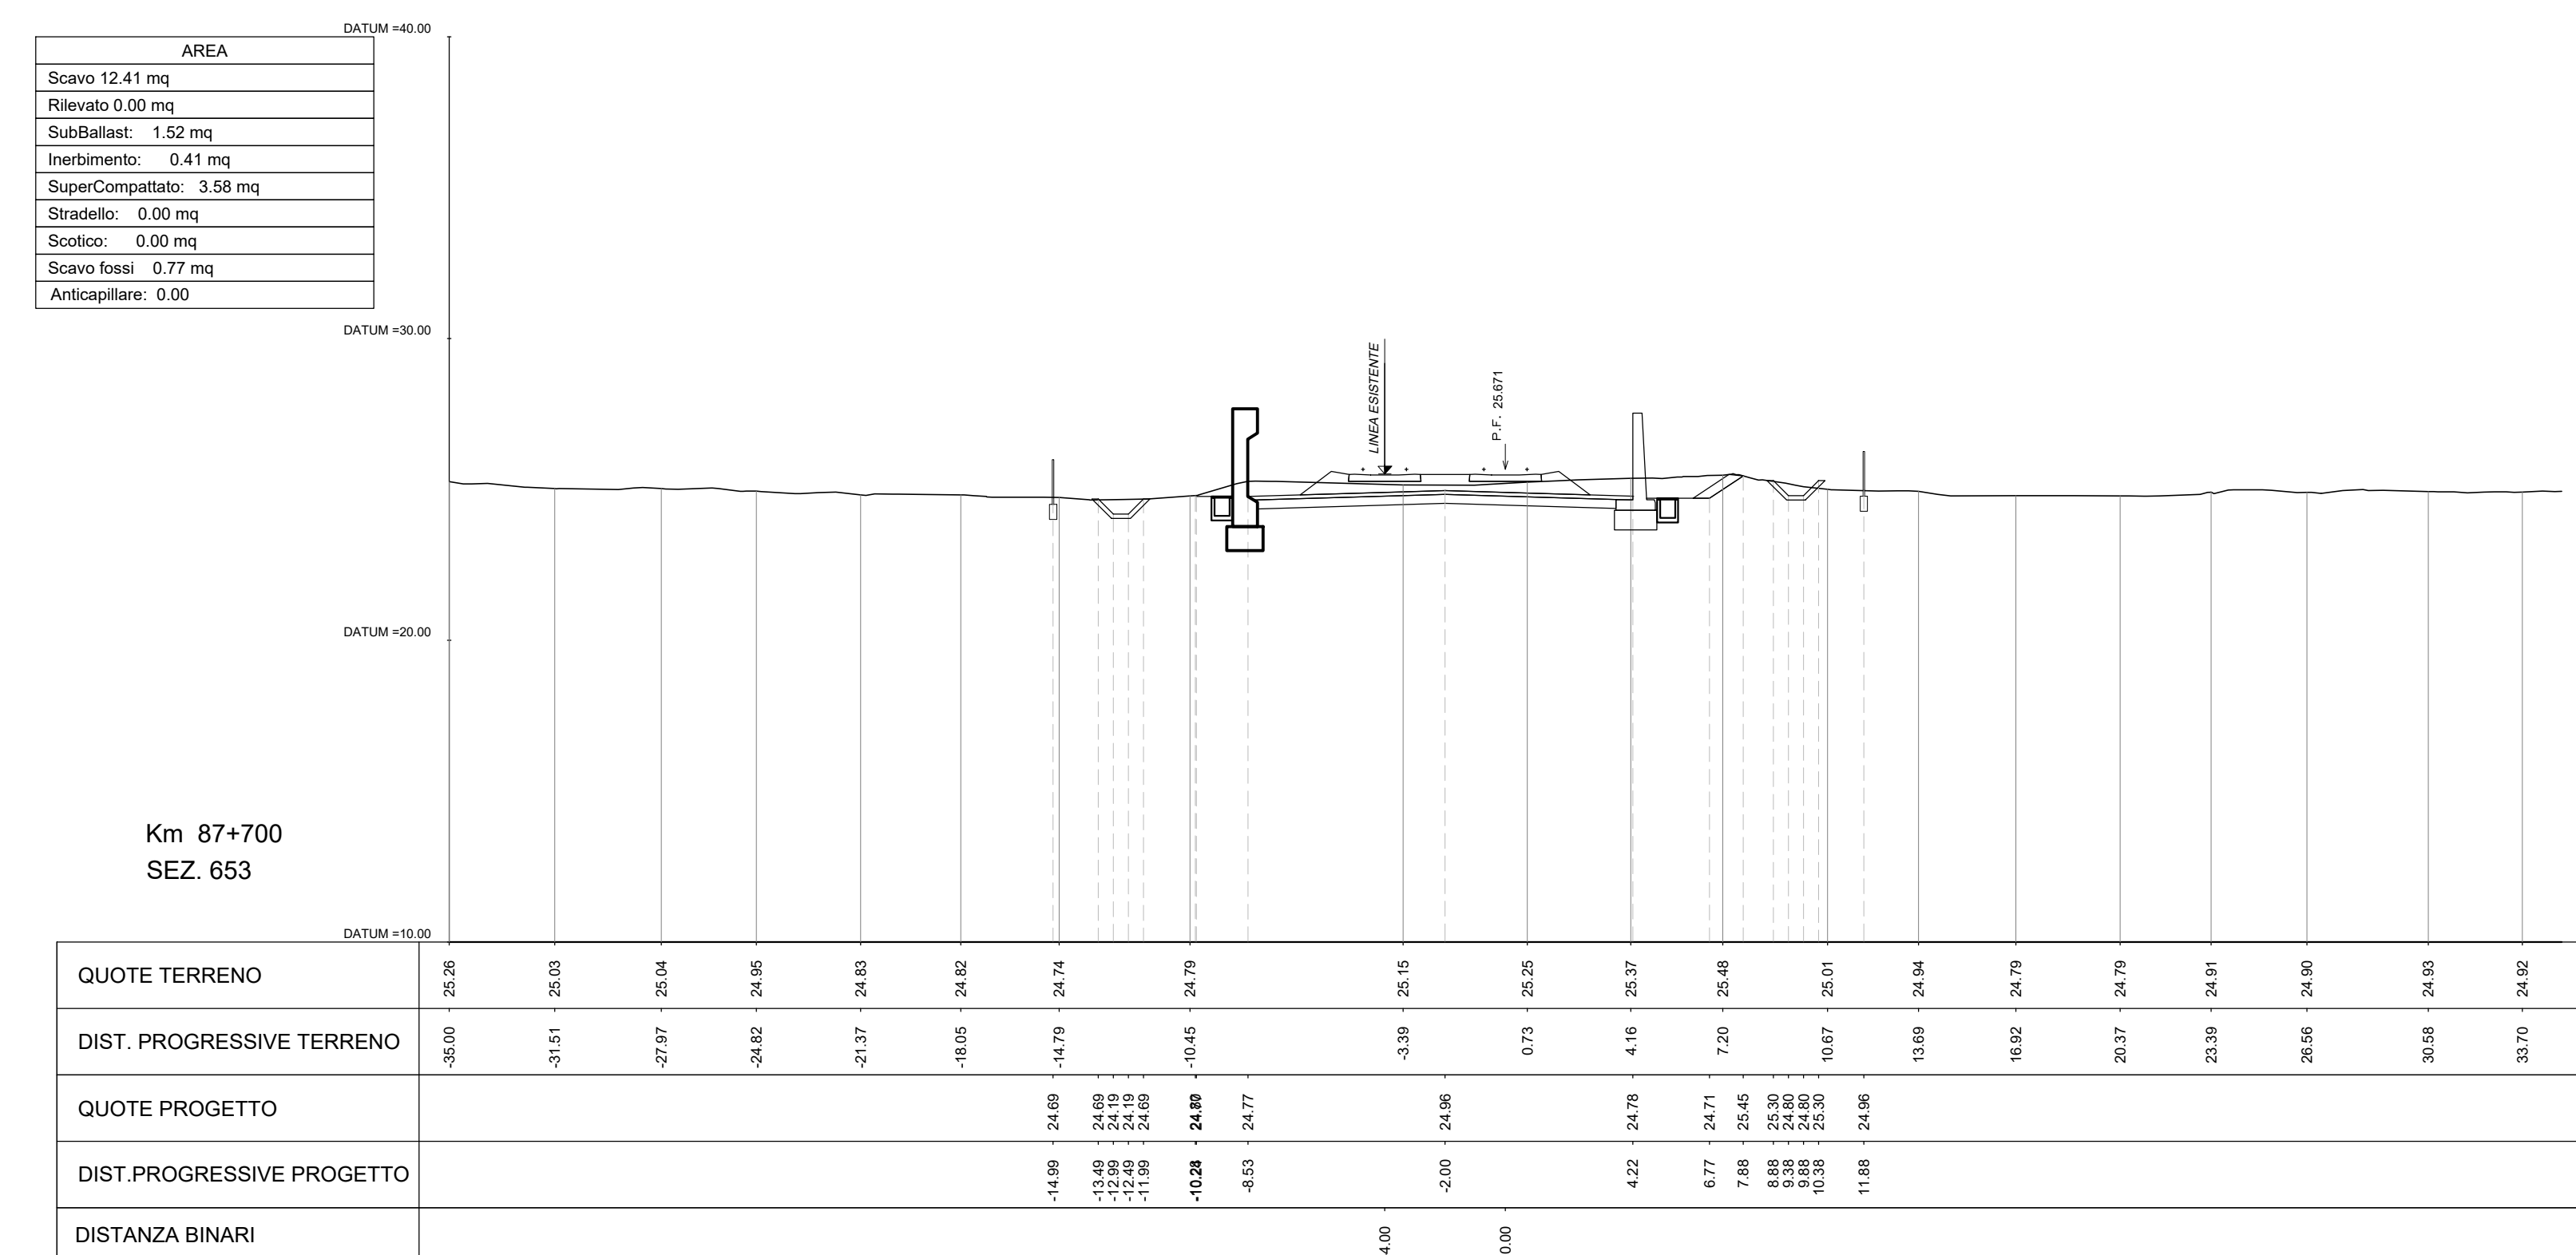 DATUM =40.00
AREA
Scavo 12.41 mq
Rilevato 0.00 mq
SubBallast: 1.52 mq
Inerbimento: 0.41 mq
SuperCompattato: 3.58 mq
Stradello: 0.00 mq
Scotico: 0.00 mq
Scavo fossi 0.77 mq
Anticapillare: 0.00
DATUM =30.00
LINEA ESISTENTE
P.F. 25.671
DATUM =20.00
Km 87+700
SEZ. 653
DATUM =10.00
QUOTE TERRENO 25.26 25.03 25.04 24.95 24.83 24.82 24.74 24.79 25.15 25.25 25.37 25.48 25.01 24.94 24.79 24.79 24.91 24.90 24.93 24.92
DIST. PROGRESSIVE TERRENO -35.00 -31.51 -27.97 -24.82 -21.37 -18.05 -14.79 -10.45 -3.39 0.73 4.16 7.20 10.67 13.69 16.92 20.37 23.39 26.56 30.58 33.70
QUOTE PROGETTO 24.69 24.69 24.19 24.19 24.69 24.77 24.96 24.78 24.71 25.45 25.30 24.80 24.80 25.30 24.96
DIST.PROGRESSIVE PROGETTO -14.99 -13.49 -12.99 -12.49 -11.99 -8.53 -2.00 4.22 6.77 7.88 8.88 9.38 9.88 10.38 11.88
DISTANZA BINARI 4.00 0.00